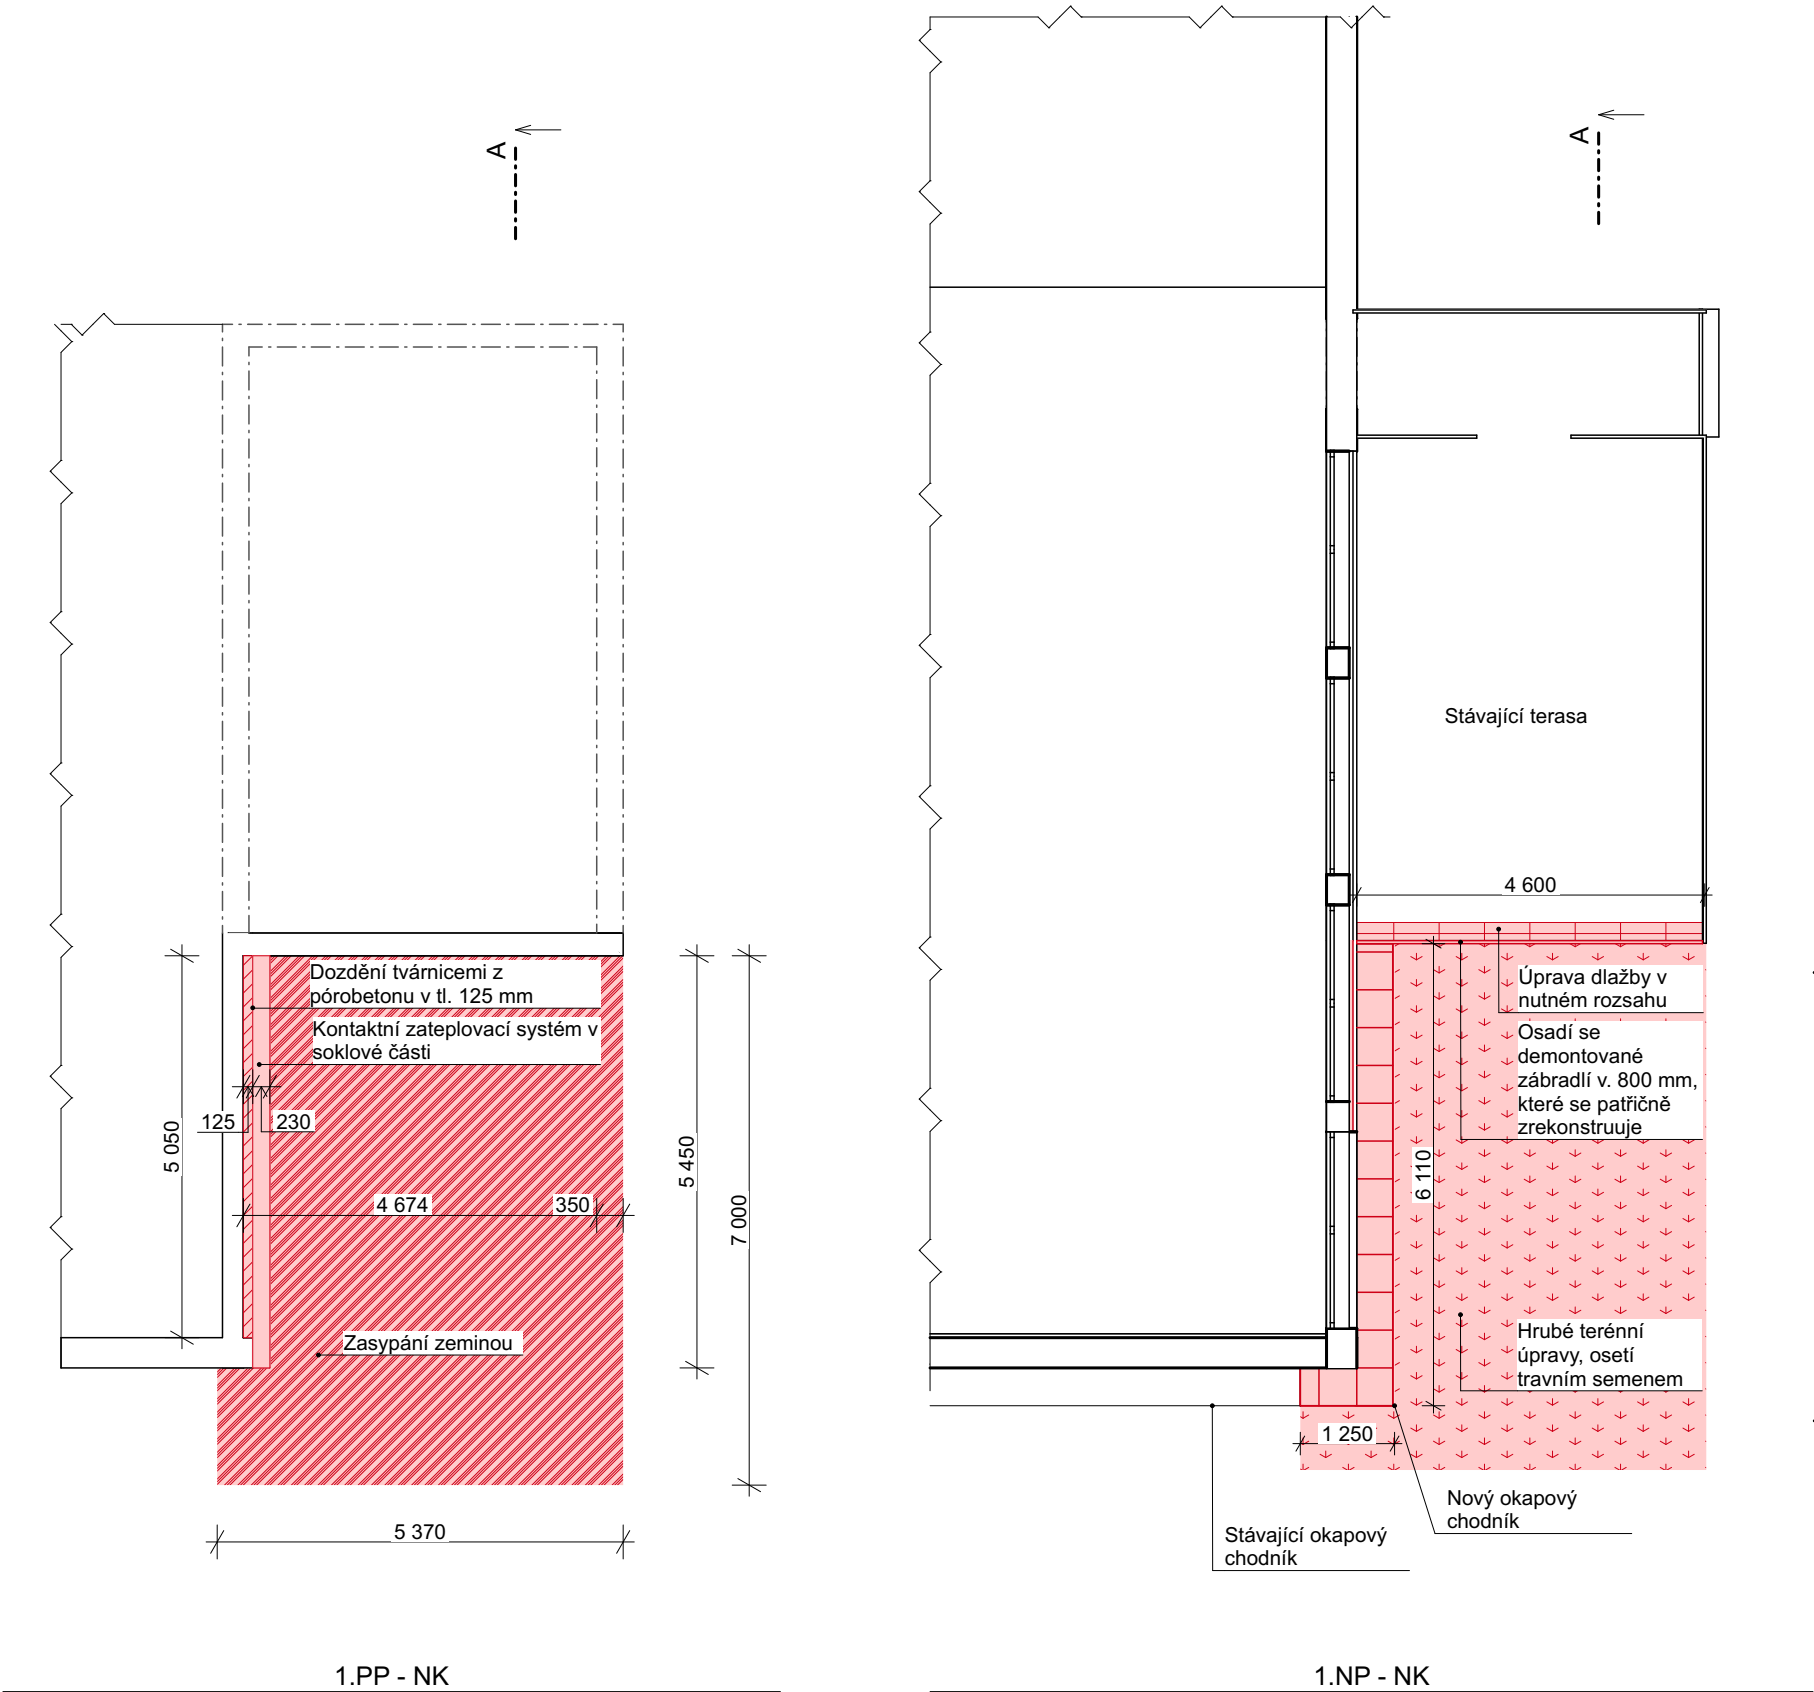 A
Dozdění tvárnicemi z
pórobetonu v tl. 125 mm
Kontaktní zateplovací systém v
soklové části
125
230
5 050
4 674
350
5 450
7 000
Zasypání zeminou
5 370
1.PP - NK
A
Stávající terasa
4 600
Úprava dlažby v
nutném rozsahu
Osadí se
demontované
zábradlí v. 800 mm,
které se patřičně
zrekonstruuje
6 110
Hrubé terénní
úpravy, osetí
travním semenem
1 250
Nový okapový
chodník
Stávající okapový
chodník
1.NP - NK